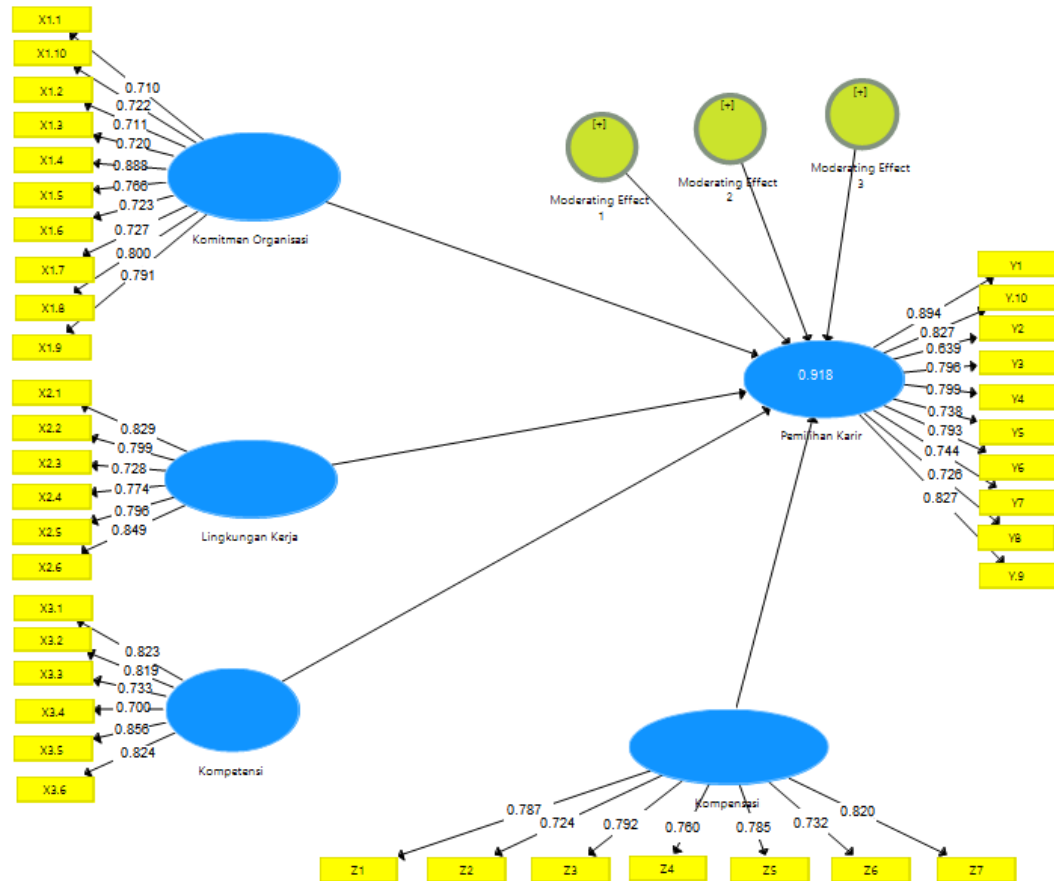 X1.1
X1.10
X1.2
X1.3
X1.4
X1.5
X1.6
X1.7
X1.8
X1.9
0.710
0.722
0.711
0.720
0.888
0.766
0.723
0.727
0.800
0.791
Komitmen Organisasi
[+]
Moderating Effect
1
[+]
Moderating Effect
2
[+]
Moderating Effect
3
X2.1
X2.2
X2.3
X2.4
X2.5
X2.6
0.829
0.799
0.728
0.774
0.796
0.849
Lingkungan Kerja
0.918
Pemilihan Karir
0.894
0.827
0.639
0.796
0.799
0.738
0.793
0.744
0.726
0.827
Y1
Y.10
Y2
Y3
Y4
Y5
Y6
Y7
Y8
Y.9
X3.1
X3.2
X3.3
X3.4
X3.5
X3.6
0.823
0.819
0.733
0.700
0.856
0.824
Kompetensi
Kompensasi
0.787
0.724
0.792
0.760
0.785
0.732
0.820
Z1
Z2
Z3
Z4
Z5
Z6
Z7